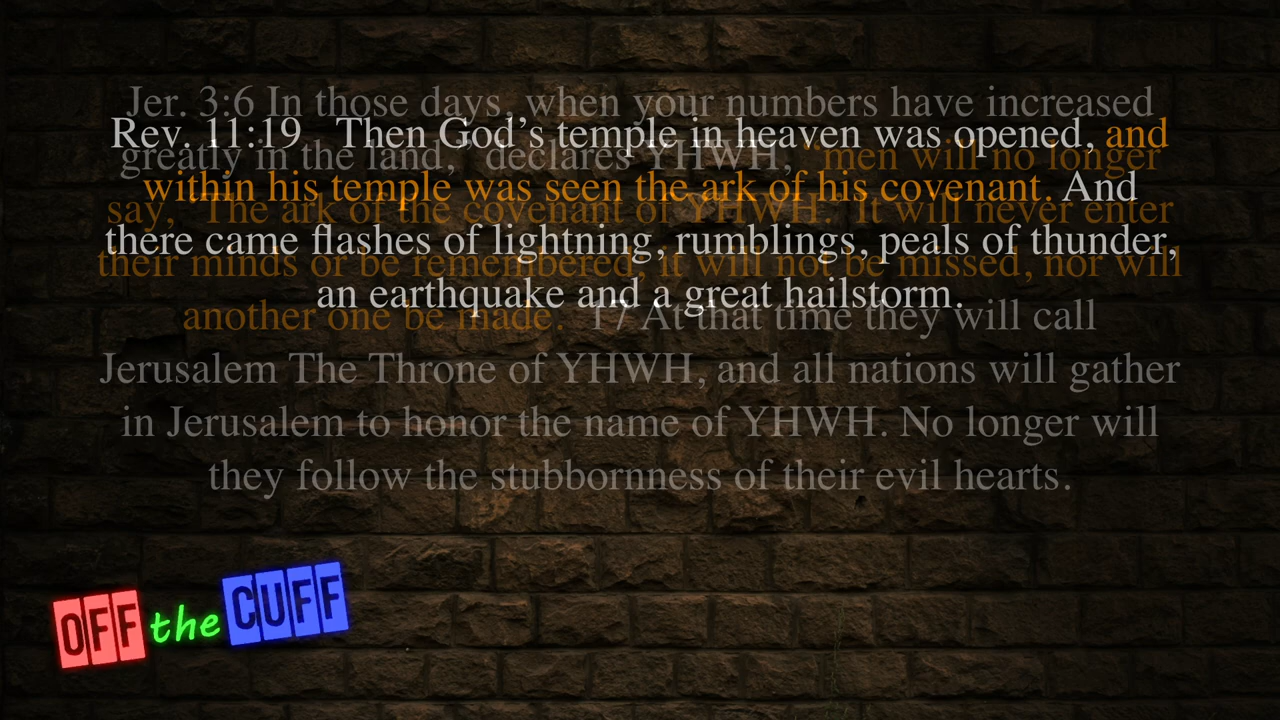 Jer. 3:6 In those days, when your numbers have increased
greatly in the land," declares YHWH, "men will no longer
say, 'The ark of the covenant of YHWH.' It will never enter
their minds or be remembered; it will not be missed, nor will
another one be made. 17 At that time they will call
Jerusalem The Throne of YHWH, and all nations will gather
in Jerusalem to honor the name of YHWH. No longer will
they follow the stubbornness of their evil hearts.
Rev. 11:19 Then God’s temple in heaven was opened, and
within his temple was seen the ark of his covenant. And
there came flashes of lightning, rumblings, peals of thunder,
an earthquake and a great hailstorm.
OFF the CUFF